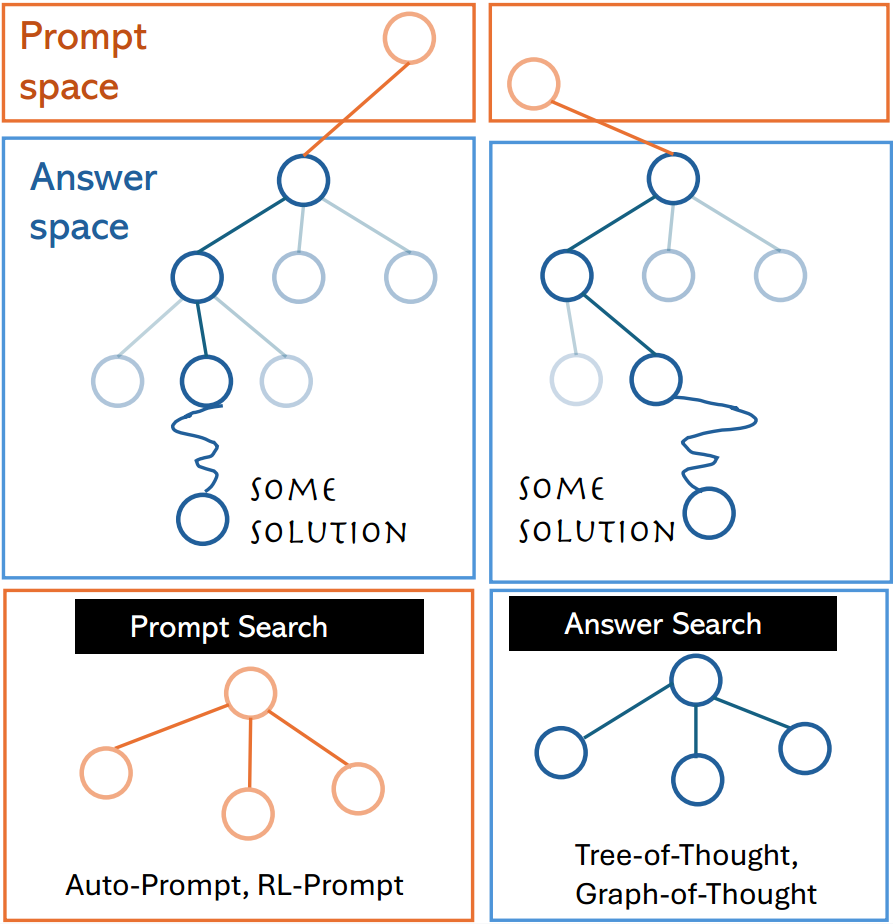 Prompt
space
Answer
space
SOME
SOLUTION
SOME
SOLUTION
Prompt Search
Auto-Prompt, RL-Prompt
Answer Search
Tree-of-Thought,
Graph-of-Thought